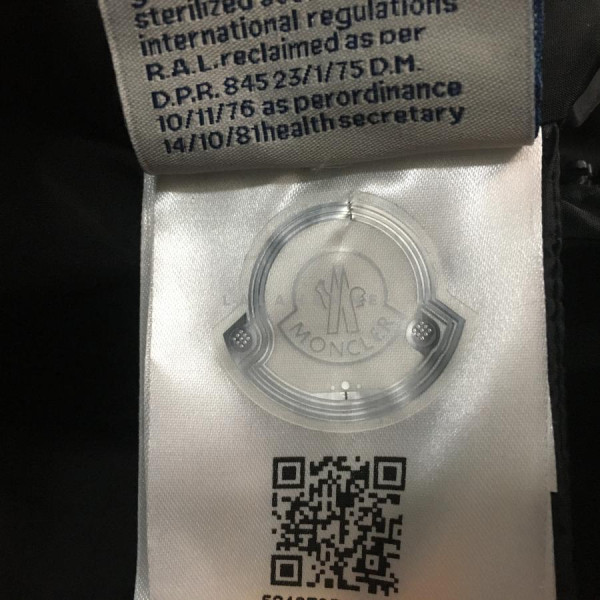 sterilized
international regulations
R.A.L.reclaimed as per
D.P.R. 845 23/1/75 D.M.
10/11/76 as perordinance
14/10/81health secretary
MONCLER